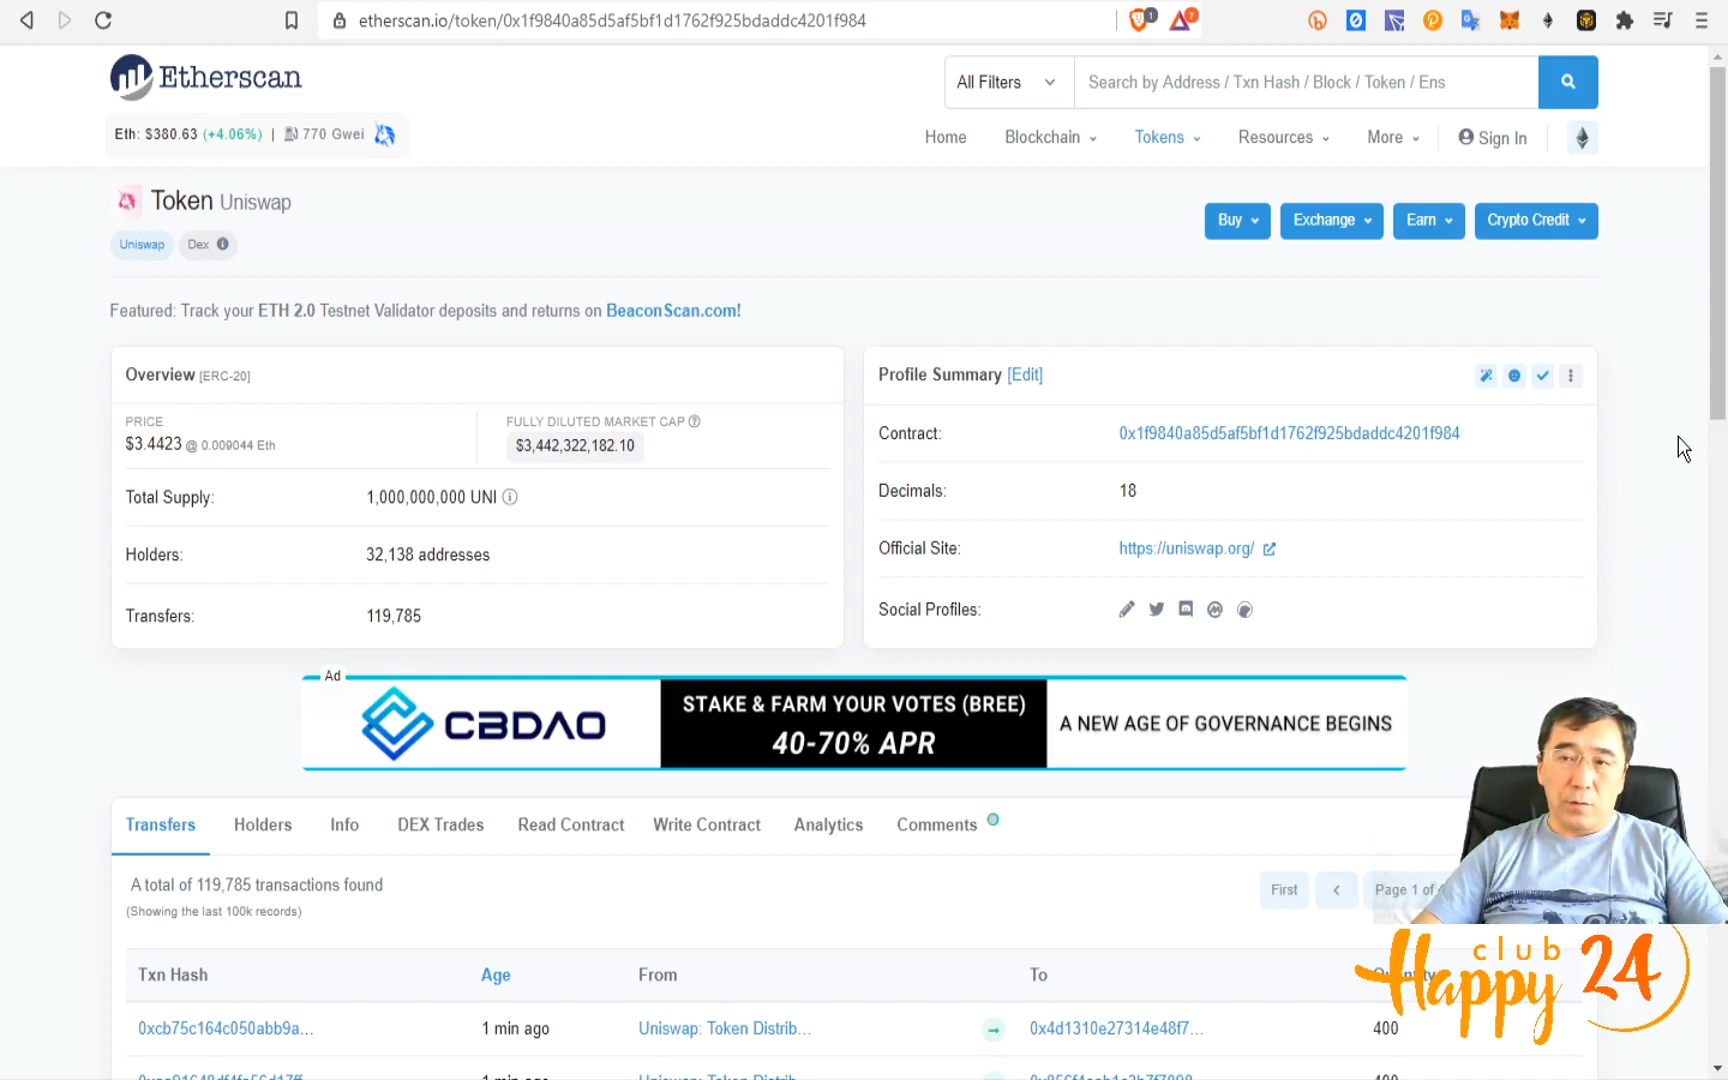 etherscan.io/token/0x1f9840a85d5af5bf1d1762f925bdaddc4201f984
1
7
Etherscan
All Filters
Search by Address / Txn Hash / Block / Token / Ens
Eth: $380.63 (+4.06%) | 770 Gwei
Home
Blockchain
Tokens
Resources
More
Sign In
Token Uniswap
Buy
Exchange
Earn
Crypto Credit
Uniswap
Dex
Featured: Track your ETH 2.0 Testnet Validator deposits and returns on BeaconScan.com!
Overview [ERC-20]
PRICE
$3.4423 @ 0.009044 Eth
FULLY DILUTED MARKET CAP
$3,442,322,182.10
Total Supply:
1,000,000,000 UNI
Holders:
32,138 addresses
Transfers:
119,785
Profile Summary [Edit]
Contract:
0x1f9840a85d5af5bf1d1762f925bdaddc4201f984
Decimals:
18
Official Site:
https://uniswap.org/
Social Profiles:
Ad
CBDAO
STAKE & FARM YOUR VOTES (BREE)
40-70% APR
A NEW AGE OF GOVERNANCE BEGINS
Transfers
Holders
Info
DEX Trades
Read Contract
Write Contract
Analytics
Comments
A total of 119,785 transactions found
(Showing the last 100k records)
First
Page 1 of
Txn Hash
Age
From
To
0xcb75c164c050abb9a...
1 min ago
Uniswap: Token Distrib...
0x4d1310e27314e48f7...
400
club
Happy 24